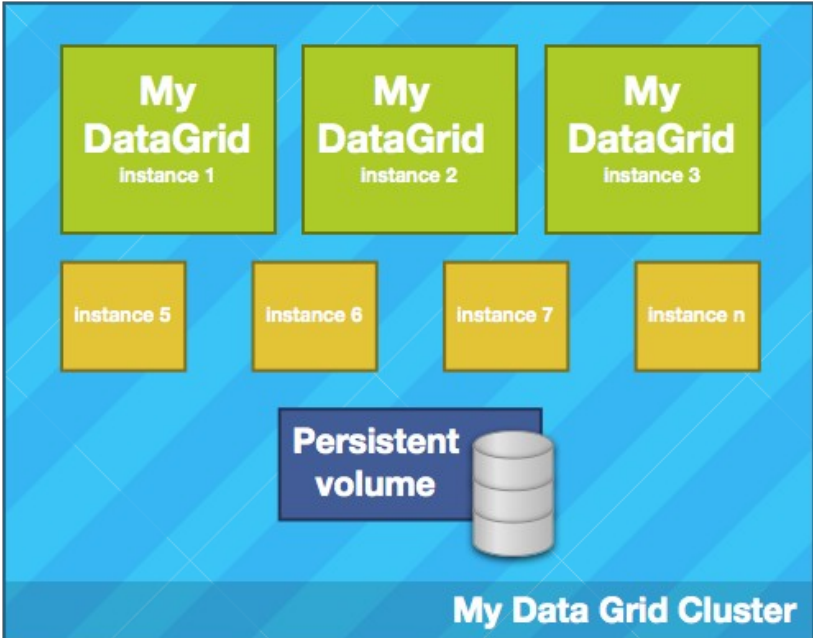 My
DataGrid
instance 1
My
DataGrid
instance 2
My
DataGrid
instance 3
instance 5
instance 6
instance 7
instance n
Persistent
volume
My Data Grid Cluster